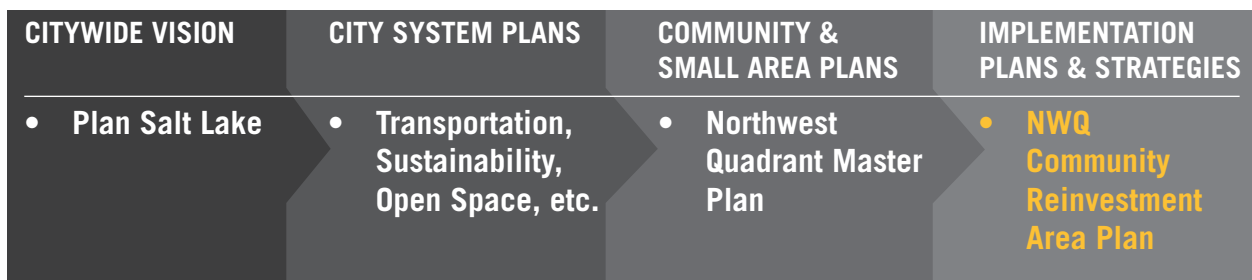 CITYWIDE VISION
• Plan Salt Lake
CITY SYSTEM PLANS
• Transportation,
Sustainability,
Open Space, etc.
COMMUNITY &
SMALL AREA PLANS
• Northwest
Quadrant Master
Plan
IMPLEMENTATION
PLANS & STRATEGIES
• NWQ
Community
Reinvestment
Area Plan